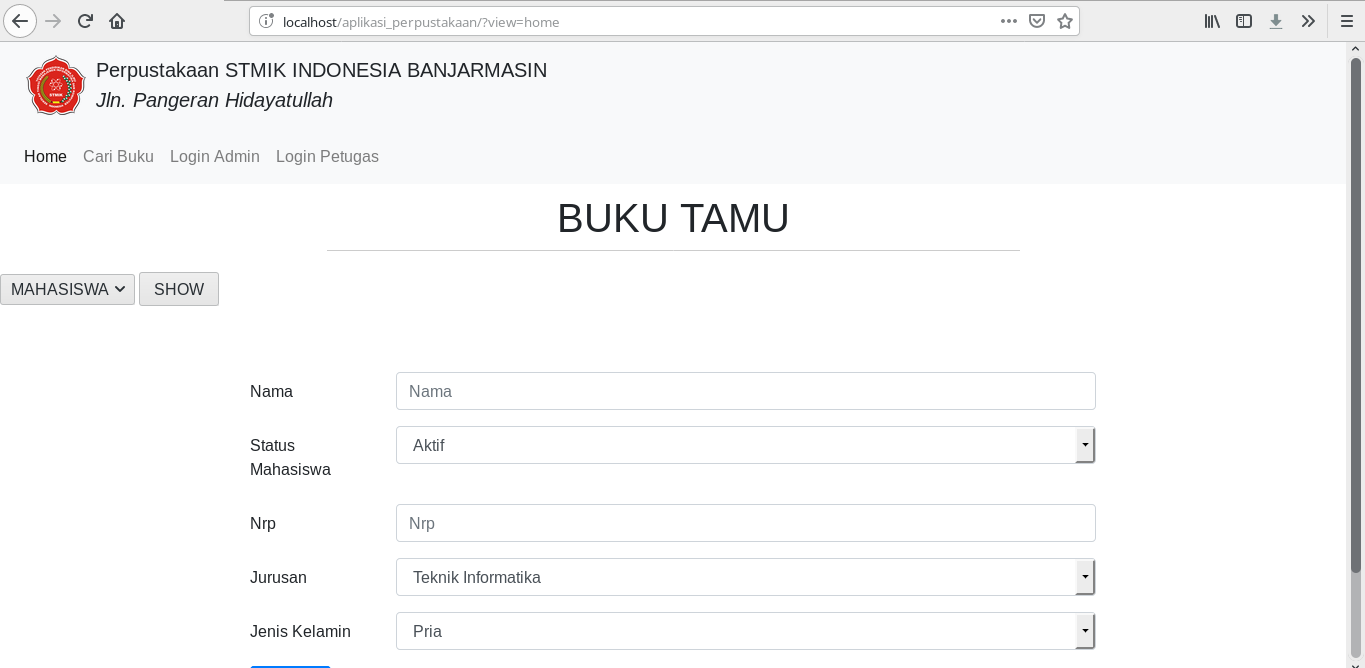 localhost/aplikasi_perpustakaan/?view=home
Perpustakaan STMIK INDONESIA BANJARMASIN
Jln. Pangeran Hidayatullah
Home Cari Buku Login Admin Login Petugas
BUKU TAMU
MAHASISWA SHOW
Nama Nama
Status Aktif
Mahasiswa
Nrp Nrp
Jurusan Teknik Informatika
Jenis Kelamin Pria